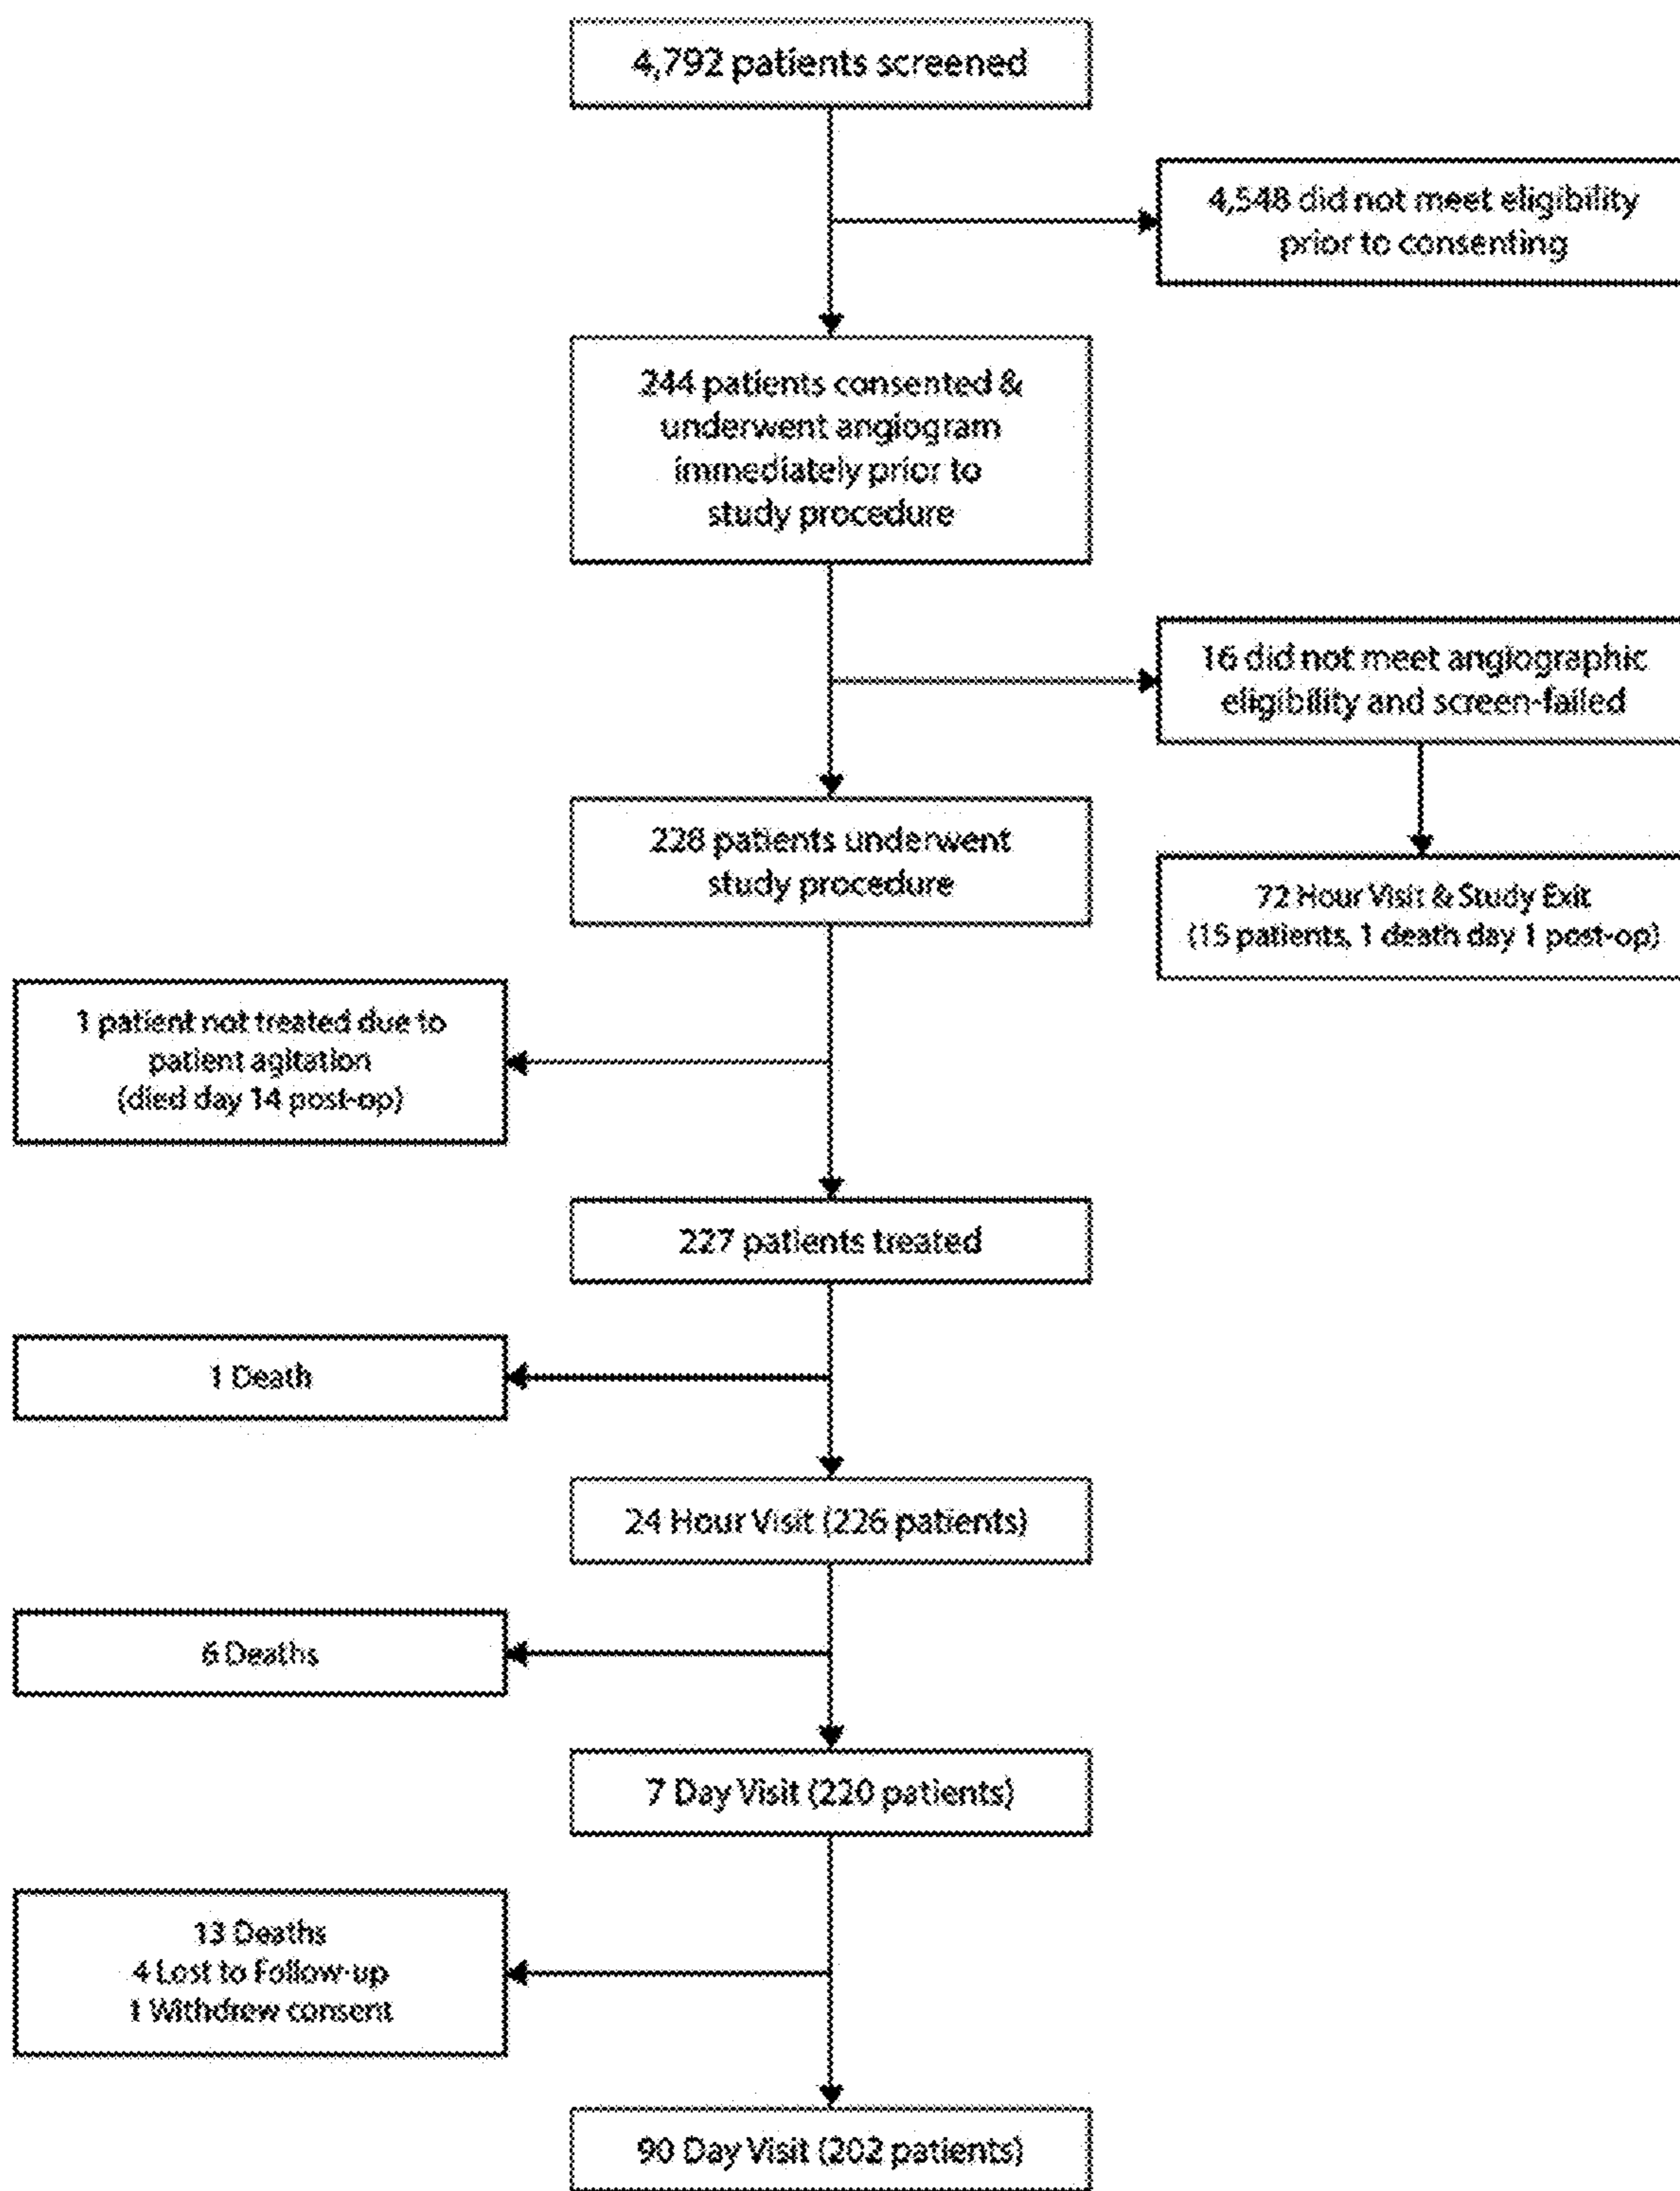 4,792 patients screened
4,548 did not meet eligibility
prior to consenting
244 patients consented &
underwent angiogram
immediately prior to
study procedure
16 did not meet angiographic
eligibility and screen-failed
228 patients underwent
study procedure
72 Hour Visit & Study Exit
(15 patients, 1 death day 1 post-op)
1 patient not treated due to
patient agitation
(died day 14 post-op)
227 patients treated
1 Death
24 Hour Visit (226 patients)
6 Deaths
7 Day Visit (220 patients)
13 Deaths
4 Lost to Follow-up
1 Withdrew consent
90 Day Visit (202 patients)